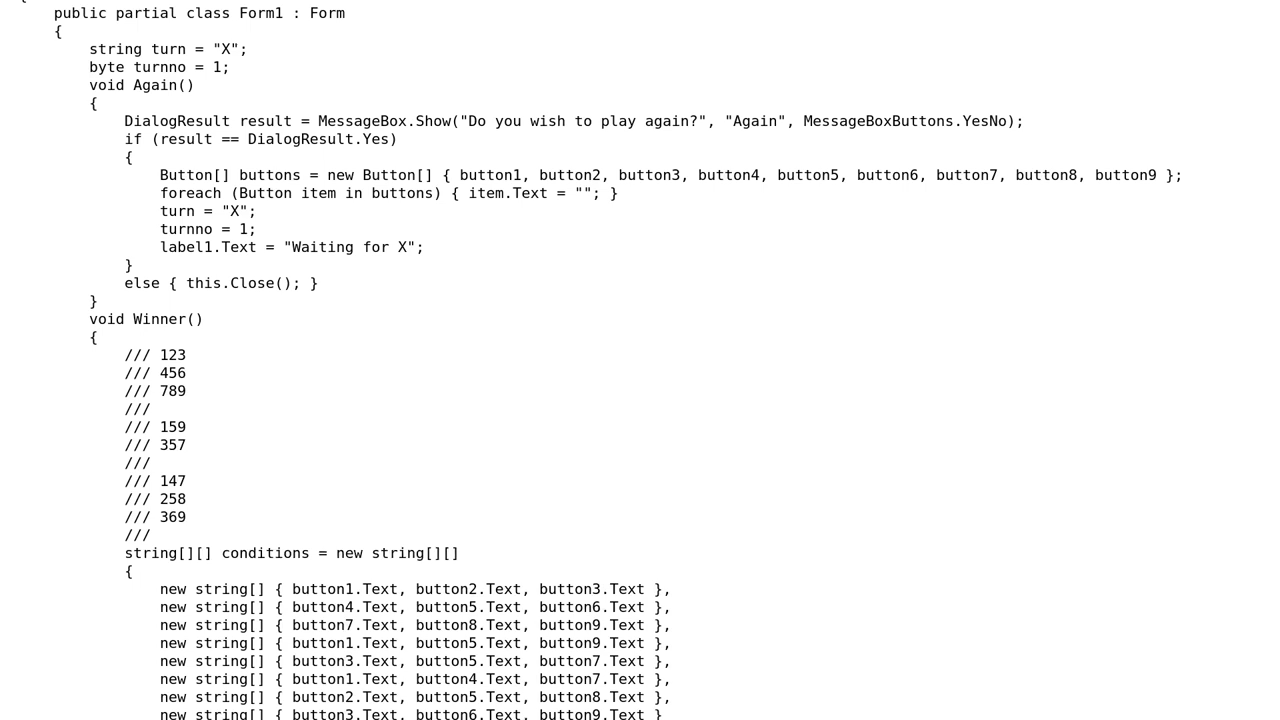 {
public partial class Form1 : Form
{
string turn = "X";
byte turnno = 1;
void Again()
{
DialogResult result = MessageBox.Show("Do you wish to play again?", "Again", MessageBoxButtons.YesNo);
if (result == DialogResult.Yes)
{
Button[] buttons = new Button[] { button1, button2, button3, button4, button5, button6, button7, button8, button9 };
foreach (Button item in buttons) { item.Text = ""; }
turn = "X";
turnno = 1;
label1.Text = "Waiting for X";
}
else { this.Close(); }
}
void Winner()
{
/// 123
/// 456
/// 789
///
/// 159
/// 357
///
/// 147
/// 258
/// 369
///
string[][] conditions = new string[][]
{
new string[] { button1.Text, button2.Text, button3.Text },
new string[] { button4.Text, button5.Text, button6.Text },
new string[] { button7.Text, button8.Text, button9.Text },
new string[] { button1.Text, button5.Text, button9.Text },
new string[] { button3.Text, button5.Text, button7.Text },
new string[] { button1.Text, button4.Text, button7.Text },
new string[] { button2.Text, button5.Text, button8.Text },
new string[] { button3.Text, button6.Text, button9.Text }